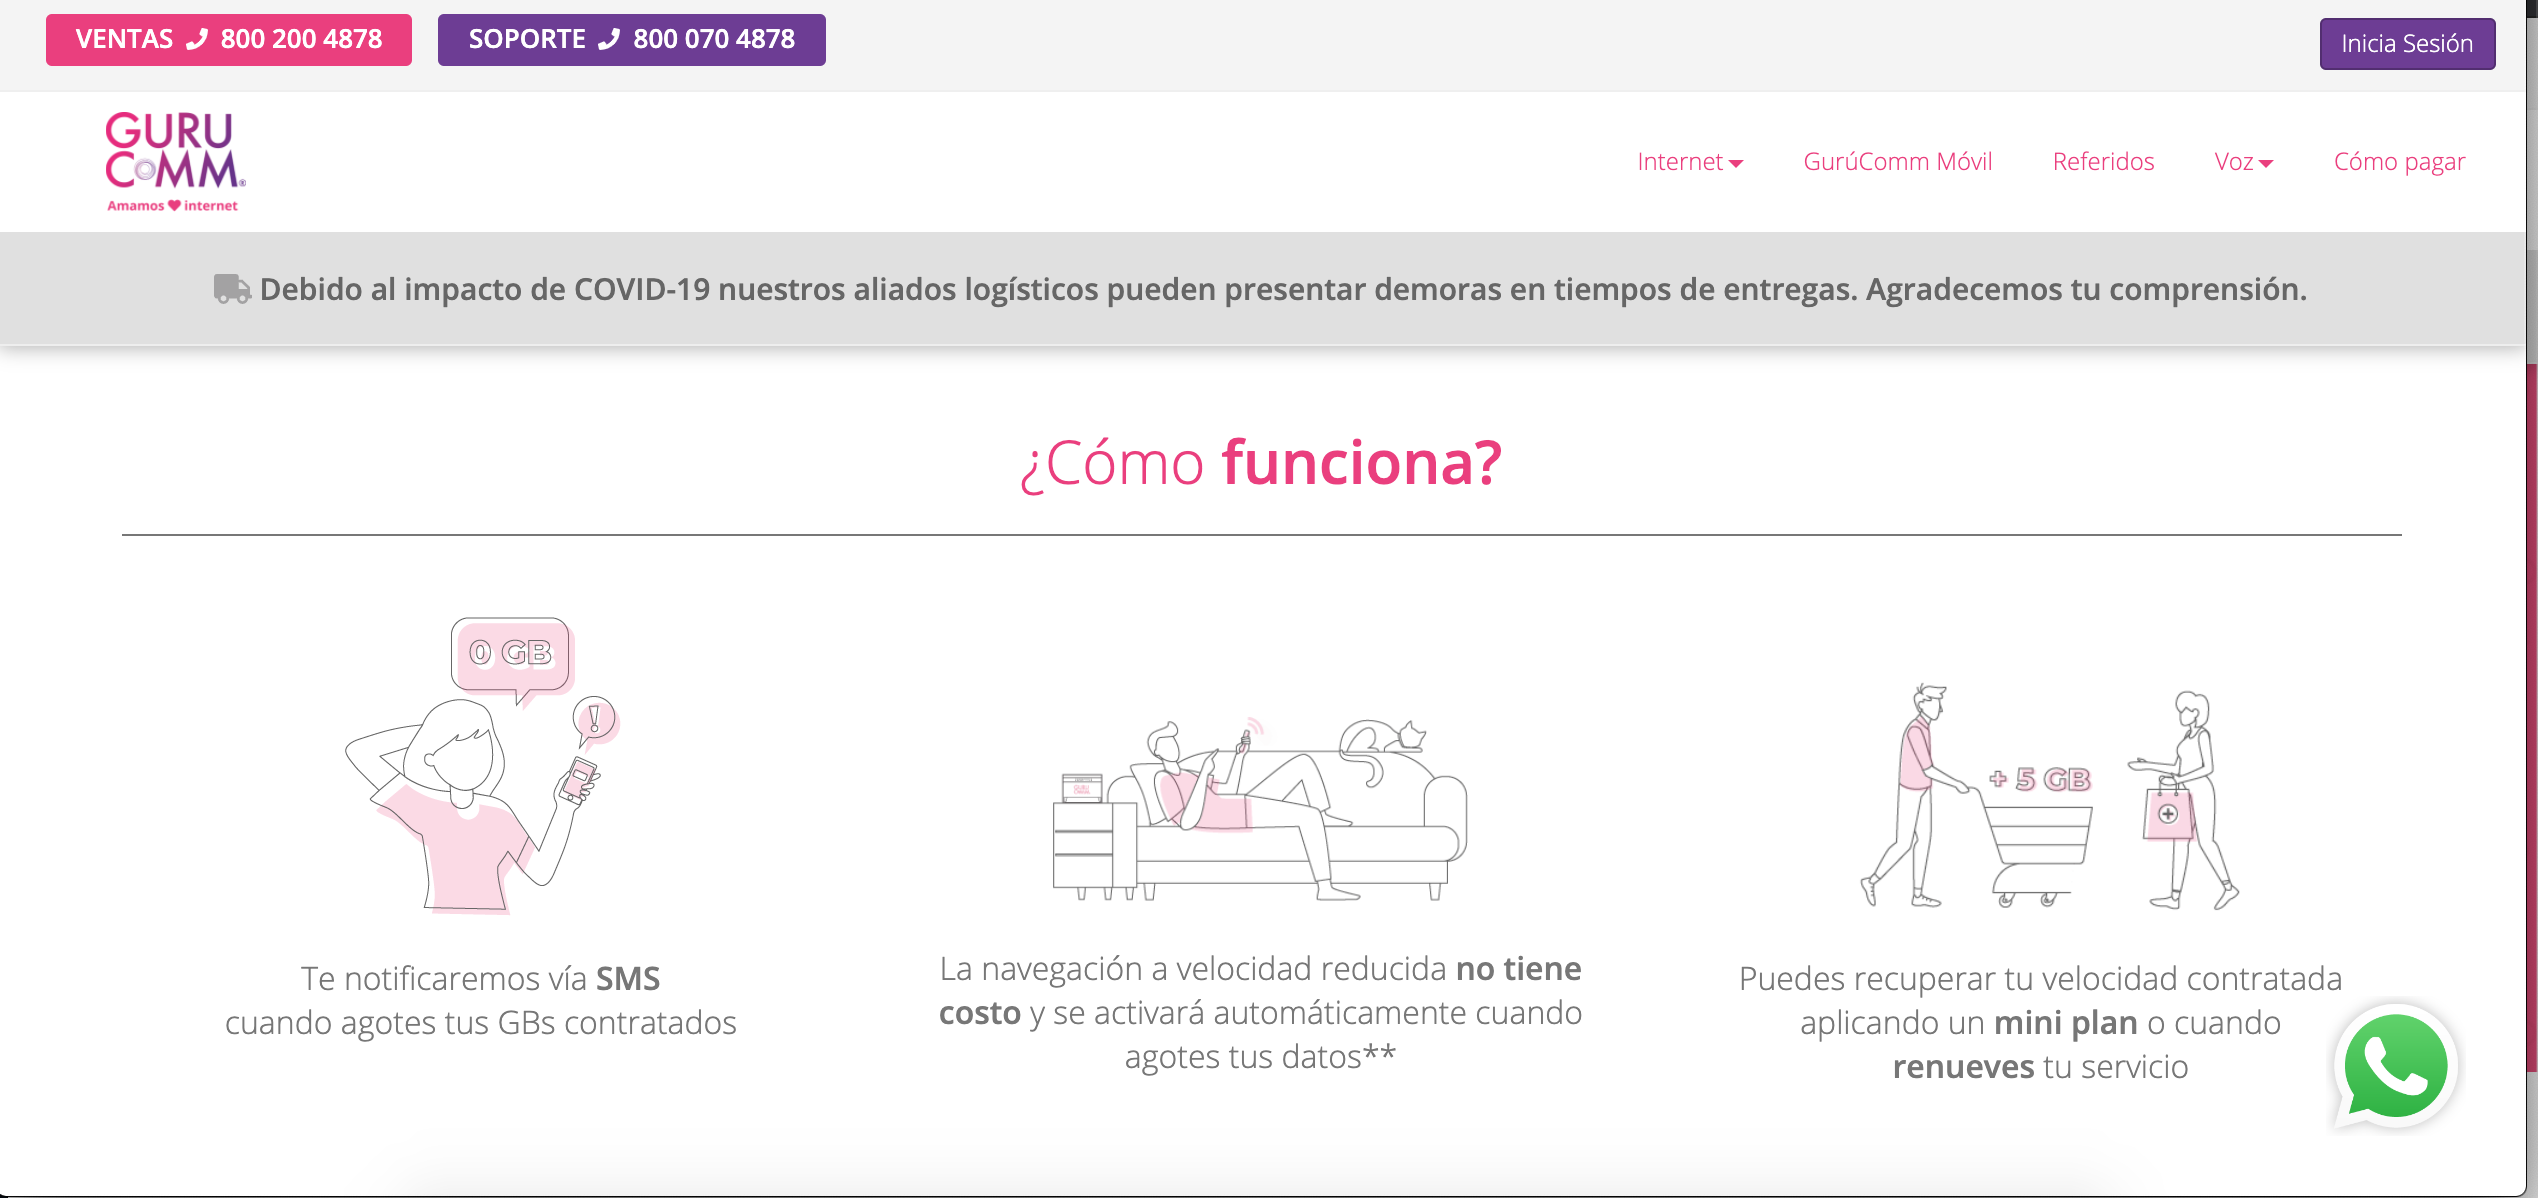 VENTAS 800 200 4878
SOPORTE 800 070 4878
Inicia Sesión
GURU
COMM®
Amamos internet
Internet
GurúComm Móvil
Referidos
Voz
Cómo pagar
Debido al impacto de COVID-19 nuestros aliados logísticos pueden presentar demoras en tiempos de entregas. Agradecemos tu comprensión.
¿Cómo funciona?
0 GB
!
Te notificaremos vía SMS
cuando agotes tus GBs contratados
GURU
COMM
La navegación a velocidad reducida no tiene
costo y se activará automáticamente cuando
agotes tus datos**
+ 5 GB
Puedes recuperar tu velocidad contratada
aplicando un mini plan o cuando
renueves tu servicio